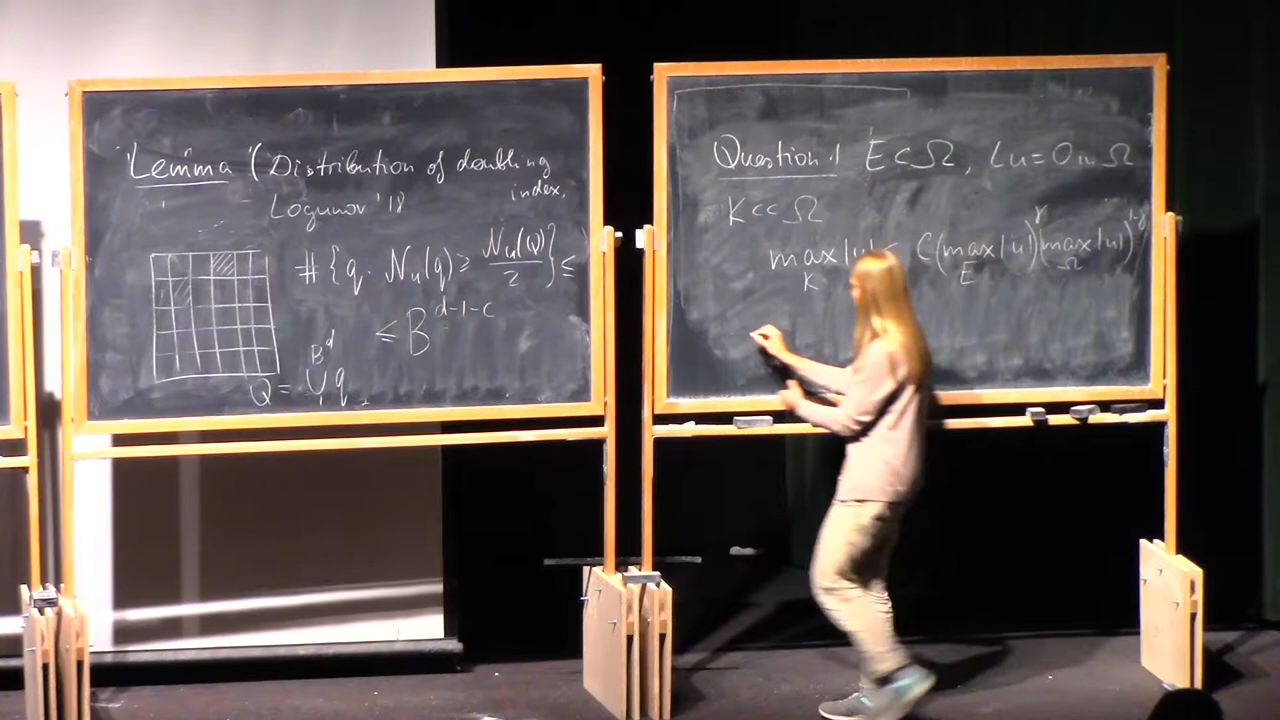 Lemma (Distribution of doubling
index,
Logunov '18
# {q. N_u(q) ≥ N_u(Q)/2} ≤
≤ B^{d-1-c}
B^d
Q = ∪ q
Question 1 E ⊂ Ω, Lu = 0 in Ω
K ⊂⊂ Ω
max_K |u| ≤ C(max_E |u|)^γ (max_Ω |u|)^{1-γ}